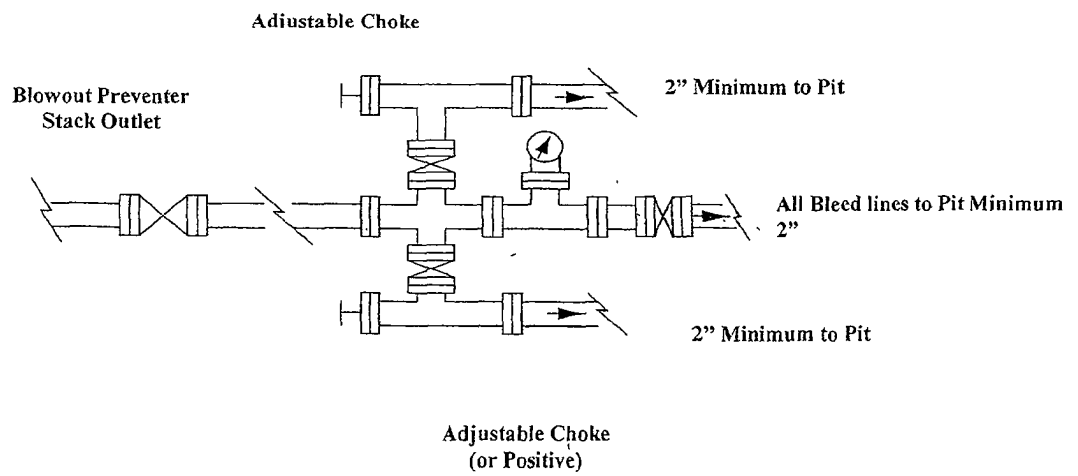 Adjustable Choke
Blowout Preventer
Stack Outlet
2" Minimum to Pit
All Bleed lines to Pit Minimum
2"
2" Minimum to Pit
Adjustable Choke
(or Positive)